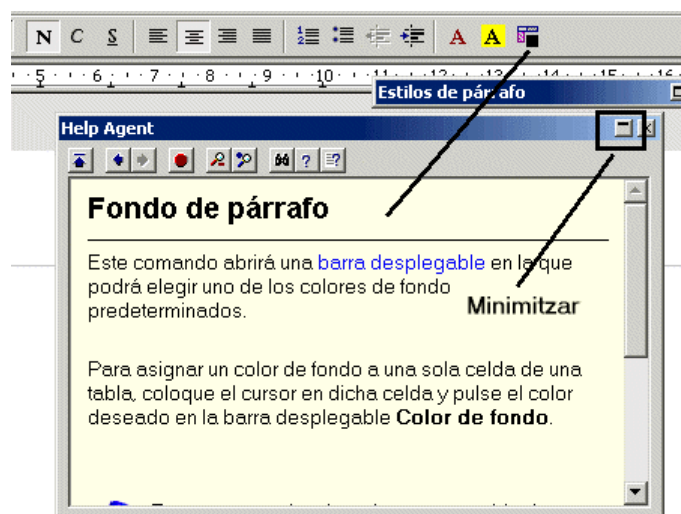 N C S A A
5 6 7 8 9 10 11 12 13 14 15 16
Estilos de párrafo
Help Agent
Fondo de párrafo
Este comando abrirá una barra desplegable en la que
podrá elegir uno de los colores de fondo
predeterminados.
Minimitzar
Para asignar un color de fondo a una sola celda de una
tabla, coloque el cursor en dicha celda y pulse el color
deseado en la barra desplegable Color de fondo.